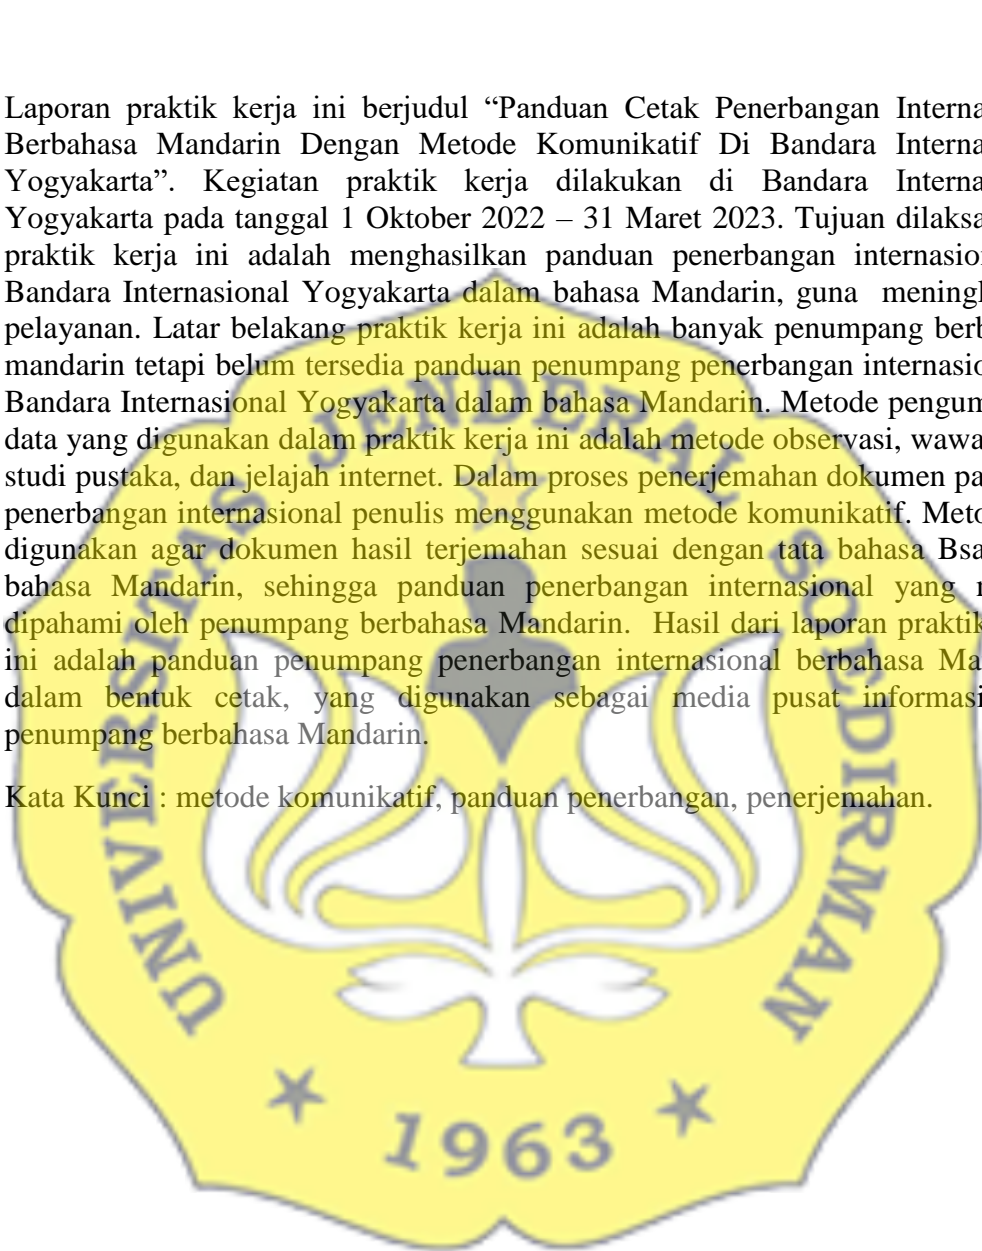 Laporan praktik kerja ini berjudul “Panduan Cetak Penerbangan Interna
Berbahasa Mandarin Dengan Metode Komunikatif Di Bandara Interna
Yogyakarta”. Kegiatan praktik kerja dilakukan di Bandara Interna
Yogyakarta pada tanggal 1 Oktober 2022 – 31 Maret 2023. Tujuan dilaksa
praktik kerja ini adalah menghasilkan panduan penerbangan internasio
Bandara Internasional Yogyakarta dalam bahasa Mandarin, guna meningk
pelayanan. Latar belakang praktik kerja ini adalah banyak penumpang berb
mandarin tetapi belum tersedia panduan penumpang penerbangan internasio
Bandara Internasional Yogyakarta dalam bahasa Mandarin. Metode pengum
data yang digunakan dalam praktik kerja ini adalah metode observasi, wawa
studi pustaka, dan jelajah internet. Dalam proses penerjemahan dokumen pa
penerbangan internasional penulis menggunakan metode komunikatif. Meto
digunakan agar dokumen hasil terjemahan sesuai dengan tata bahasa Bsa
bahasa Mandarin, sehingga panduan penerbangan internasional yang
dipahami oleh penumpang berbahasa Mandarin. Hasil dari laporan praktik
ini adalah panduan penumpang penerbangan internasional berbahasa Ma
dalam bentuk cetak, yang digunakan sebagai media pusat informasi
penumpang berbahasa Mandarin.
Kata Kunci : metode komunikatif, panduan penerbangan, penerjemahan.
UNIVERSITAS JENDERAL SOEDIRMAN
1963